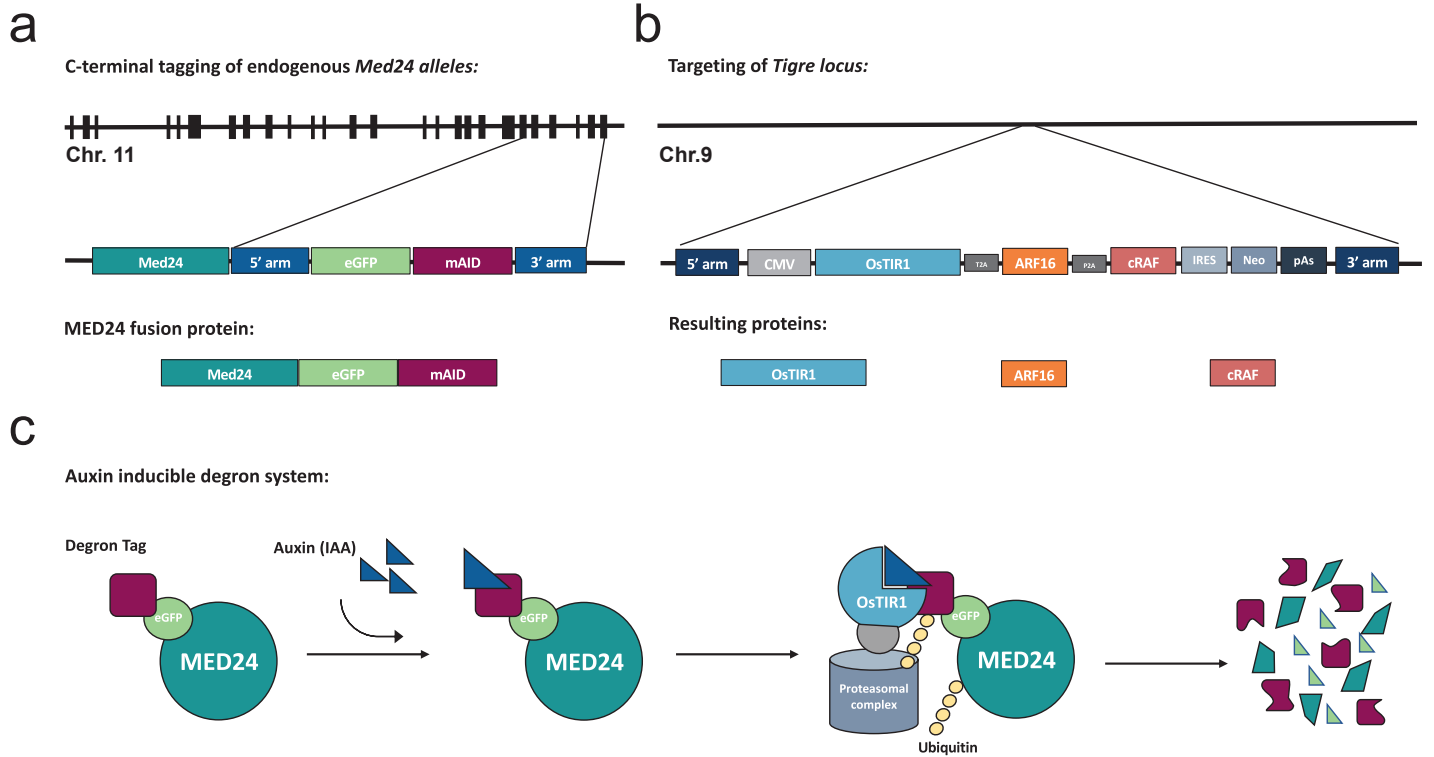 a
C-terminal tagging of endogenous Med24 alleles:
Chr. 11
Med24 5’ arm eGFP mAID 3’ arm
MED24 fusion protein:
Med24 eGFP mAID
b
Targeting of Tigre locus:
Chr.9
5’ arm CMV OsTIR1 T2A ARF16 P2A cRAF IRES Neo pAs 3’ arm
Resulting proteins:
OsTIR1 ARF16 cRAF
c
Auxin inducible degron system:
Degron Tag
eGFP
MED24
Auxin (IAA)
eGFP
MED24
OsTIR1
eGFP
MED24
Proteasomal
complex
Ubiquitin